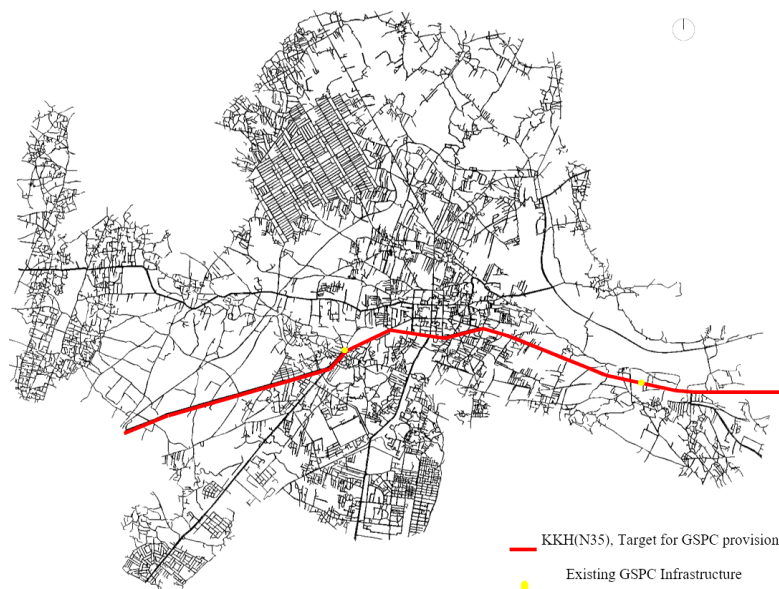 KKH(N35), Target for GSPC provision
Existing GSPC Infrastructure